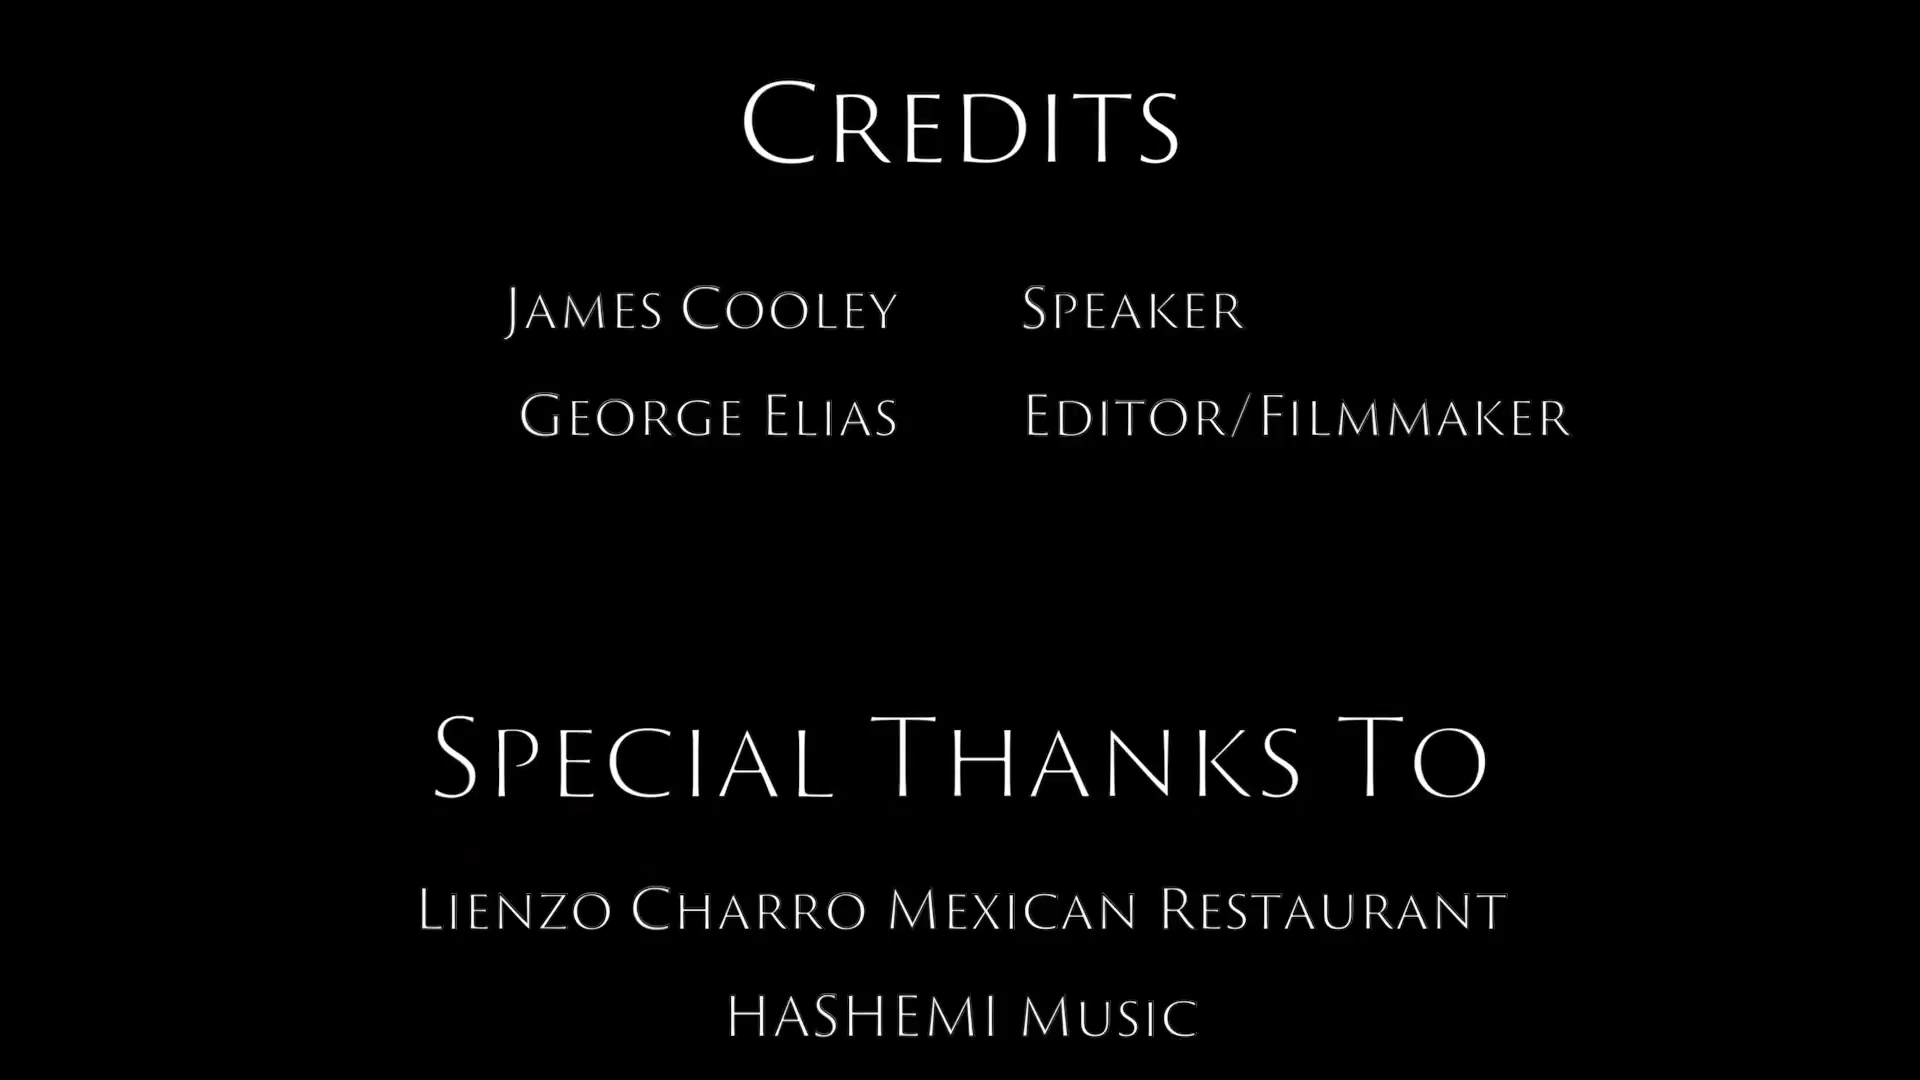 Credits
James Cooley Speaker
George Elias Editor/Filmmaker
Special Thanks To
Lienzo Charro Mexican Restaurant
HASHEMI Music